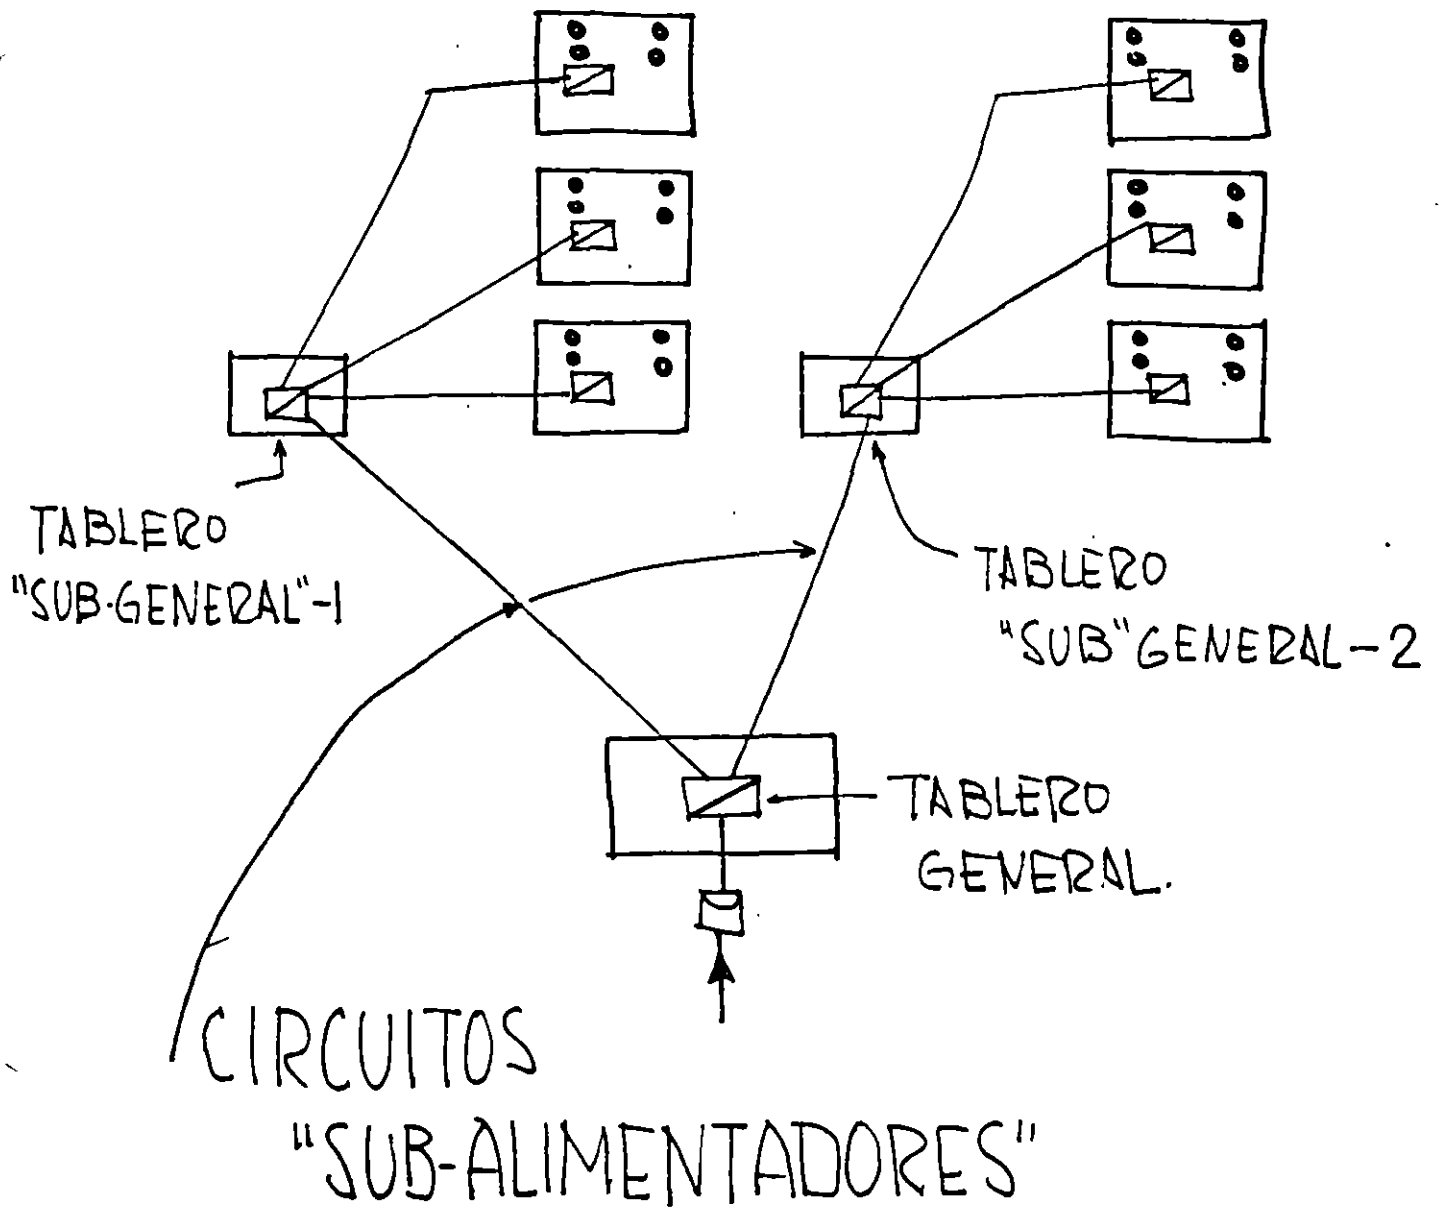 TABLERO
"SUB-GENERAL"-1
TABLERO
"SUB"GENERAL-2
TABLERO
GENERAL.
CIRCUITOS
"SUB-ALIMENTADORES"